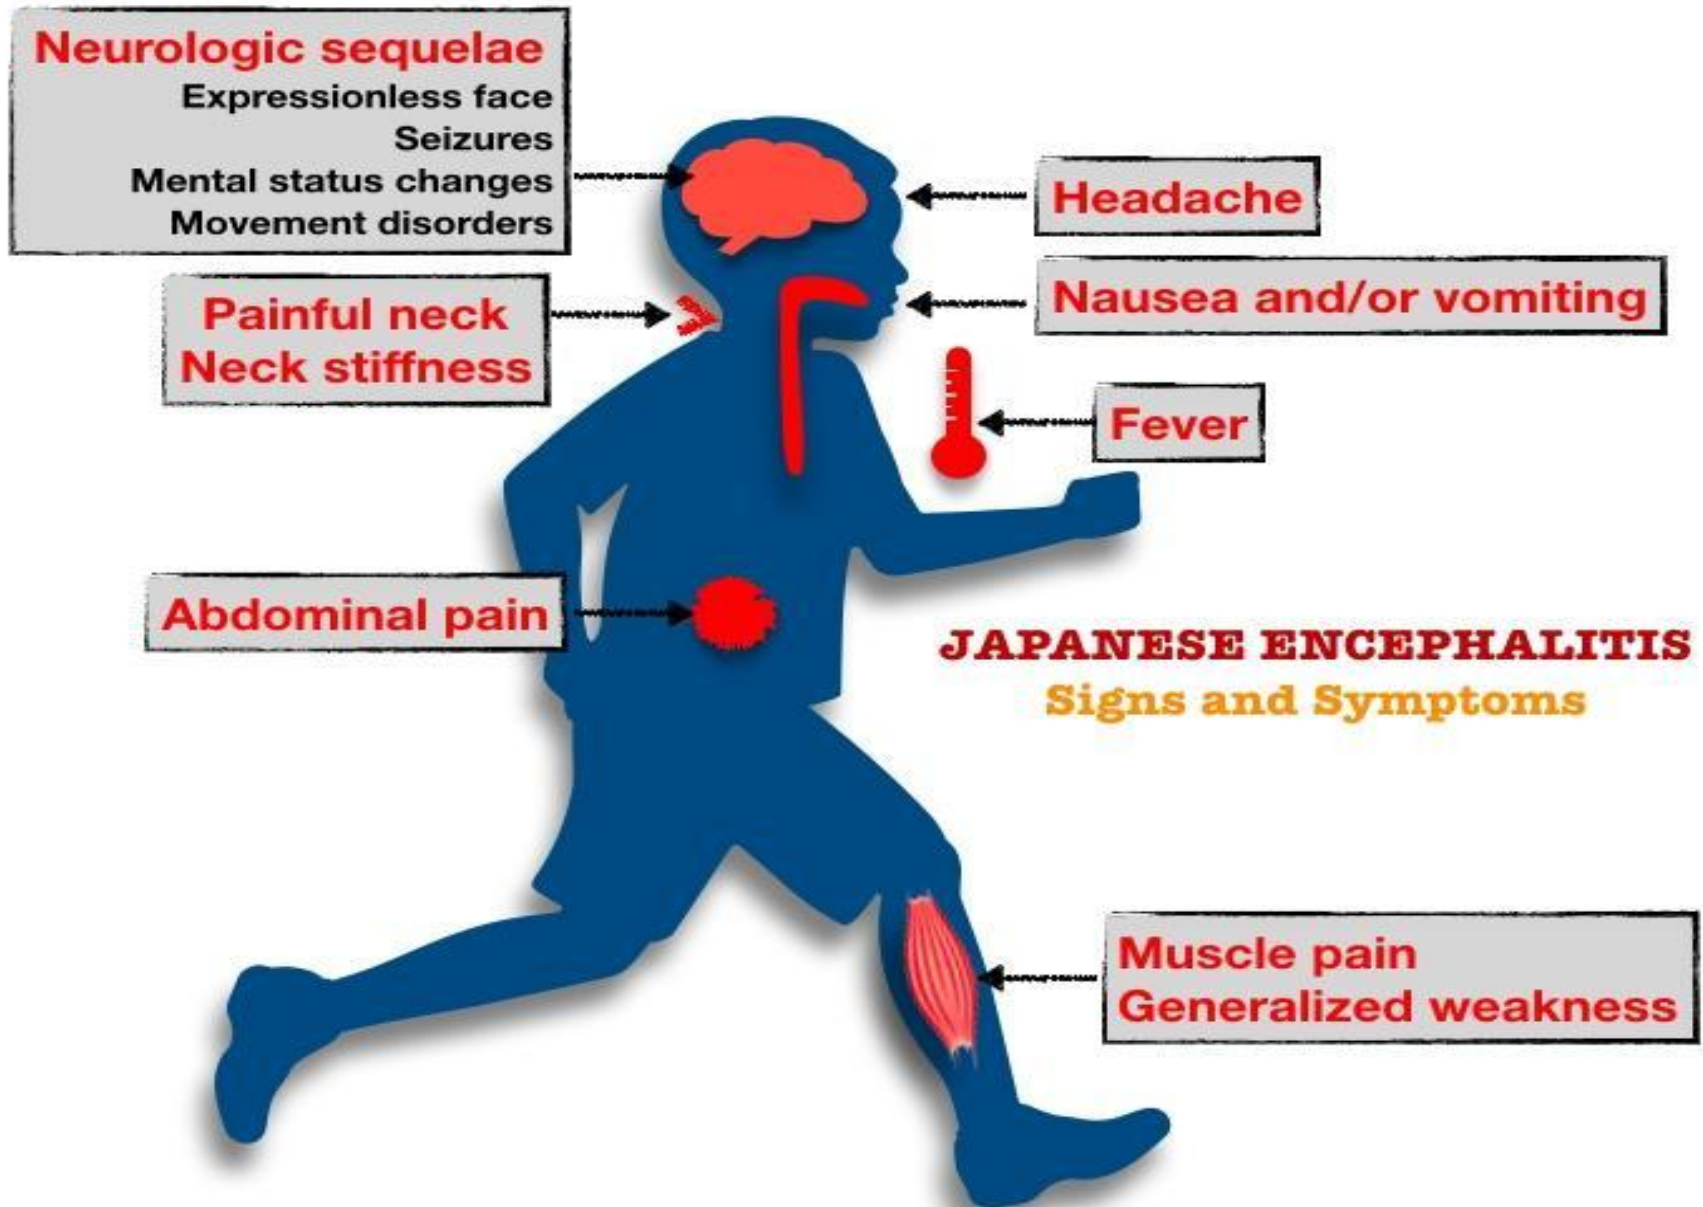 Neurologic sequelae
Expressionless face
Seizures
Mental status changes
Movement disorders
Headache
Painful neck
Neck stiffness
Nausea and/or vomiting
Fever
Abdominal pain
JAPANESE ENCEPHALITIS
Signs and Symptoms
Muscle pain
Generalized weakness